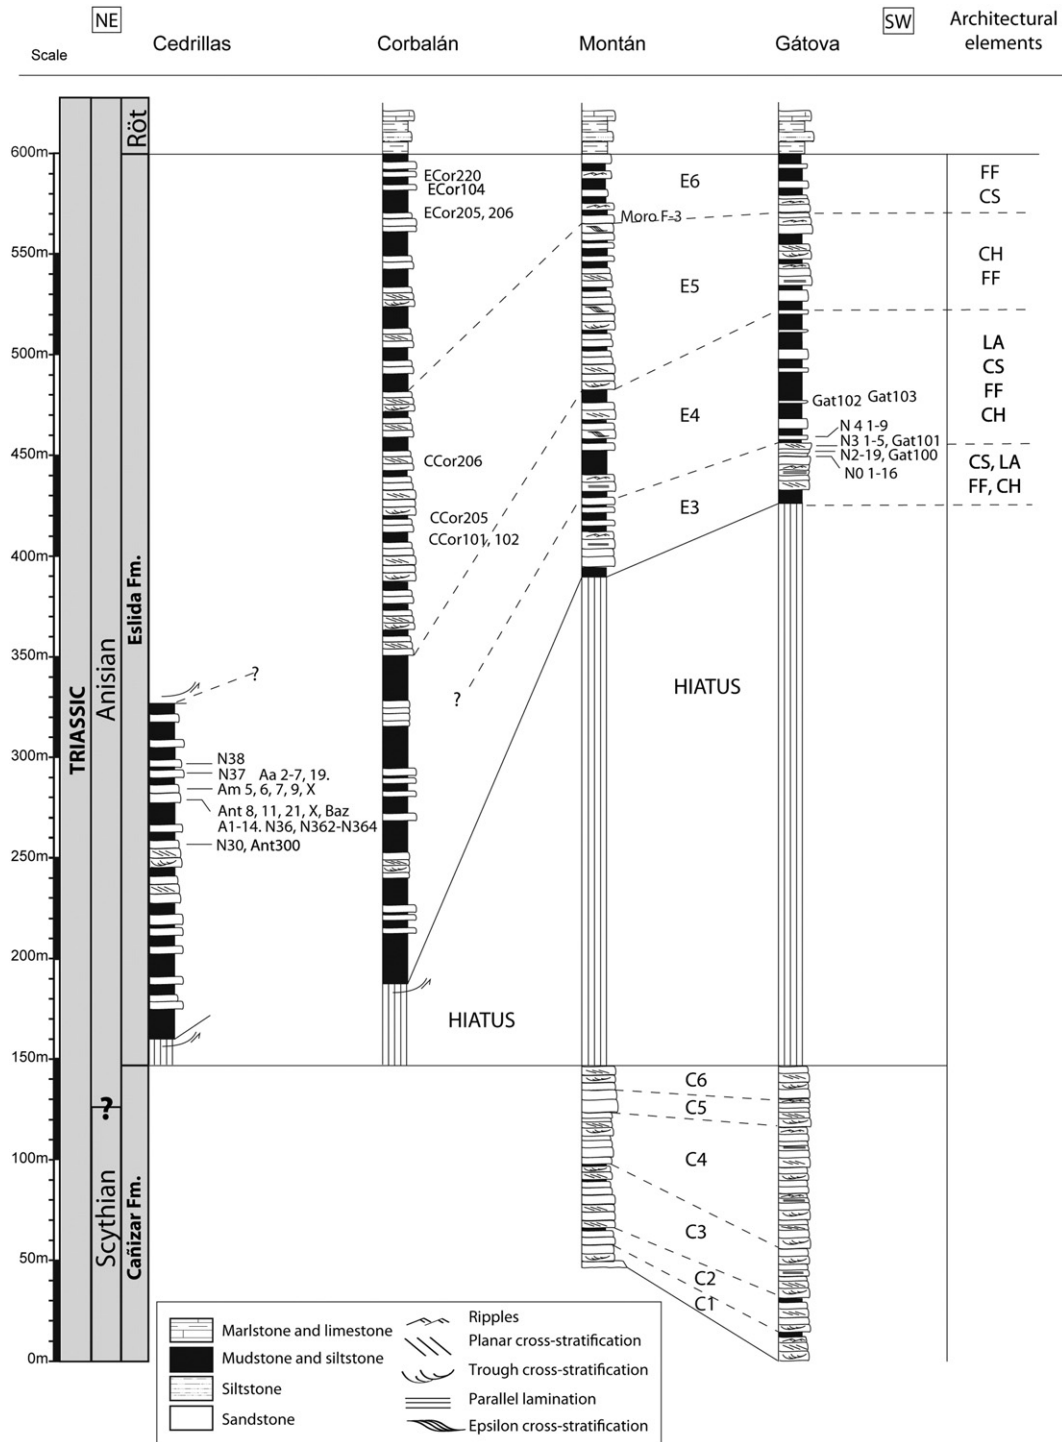 NE
SW
Architectural
elements
Scale
Cedrillas
Corbalán
Montán
Gátova
Röt
600m
550m
500m
450m
400m
350m
300m
250m
200m
150m
100m
50m
0m
TRIASSIC
Anisian
Scythian
?
Eslida Fm.
Cañizar Fm.
?
N38
N37 Aa 2-7, 19.
Am 5, 6, 7, 9, X
Ant 8, 11, 21, X, Baz
A1-14. N36, N362-N364
N30, Ant300
ECor220
ECor104
ECor205, 206
CCor206
CCor205
CCor101, 102
?
HIATUS
Moro F-3
E6
E5
E4
E3
HIATUS
C6
C5
C4
C3
C2
C1
Gat102 Gat103
N 4 1-9
N3 1-5, Gat101
N2-19, Gat100
N0 1-16
FF
CS
CH
FF
LA
CS
FF
CH
CS, LA
FF, CH
Marlstone and limestone
Mudstone and siltstone
Siltstone
Sandstone
Ripples
Planar cross-stratification
Trough cross-stratification
Parallel lamination
Epsilon cross-stratification